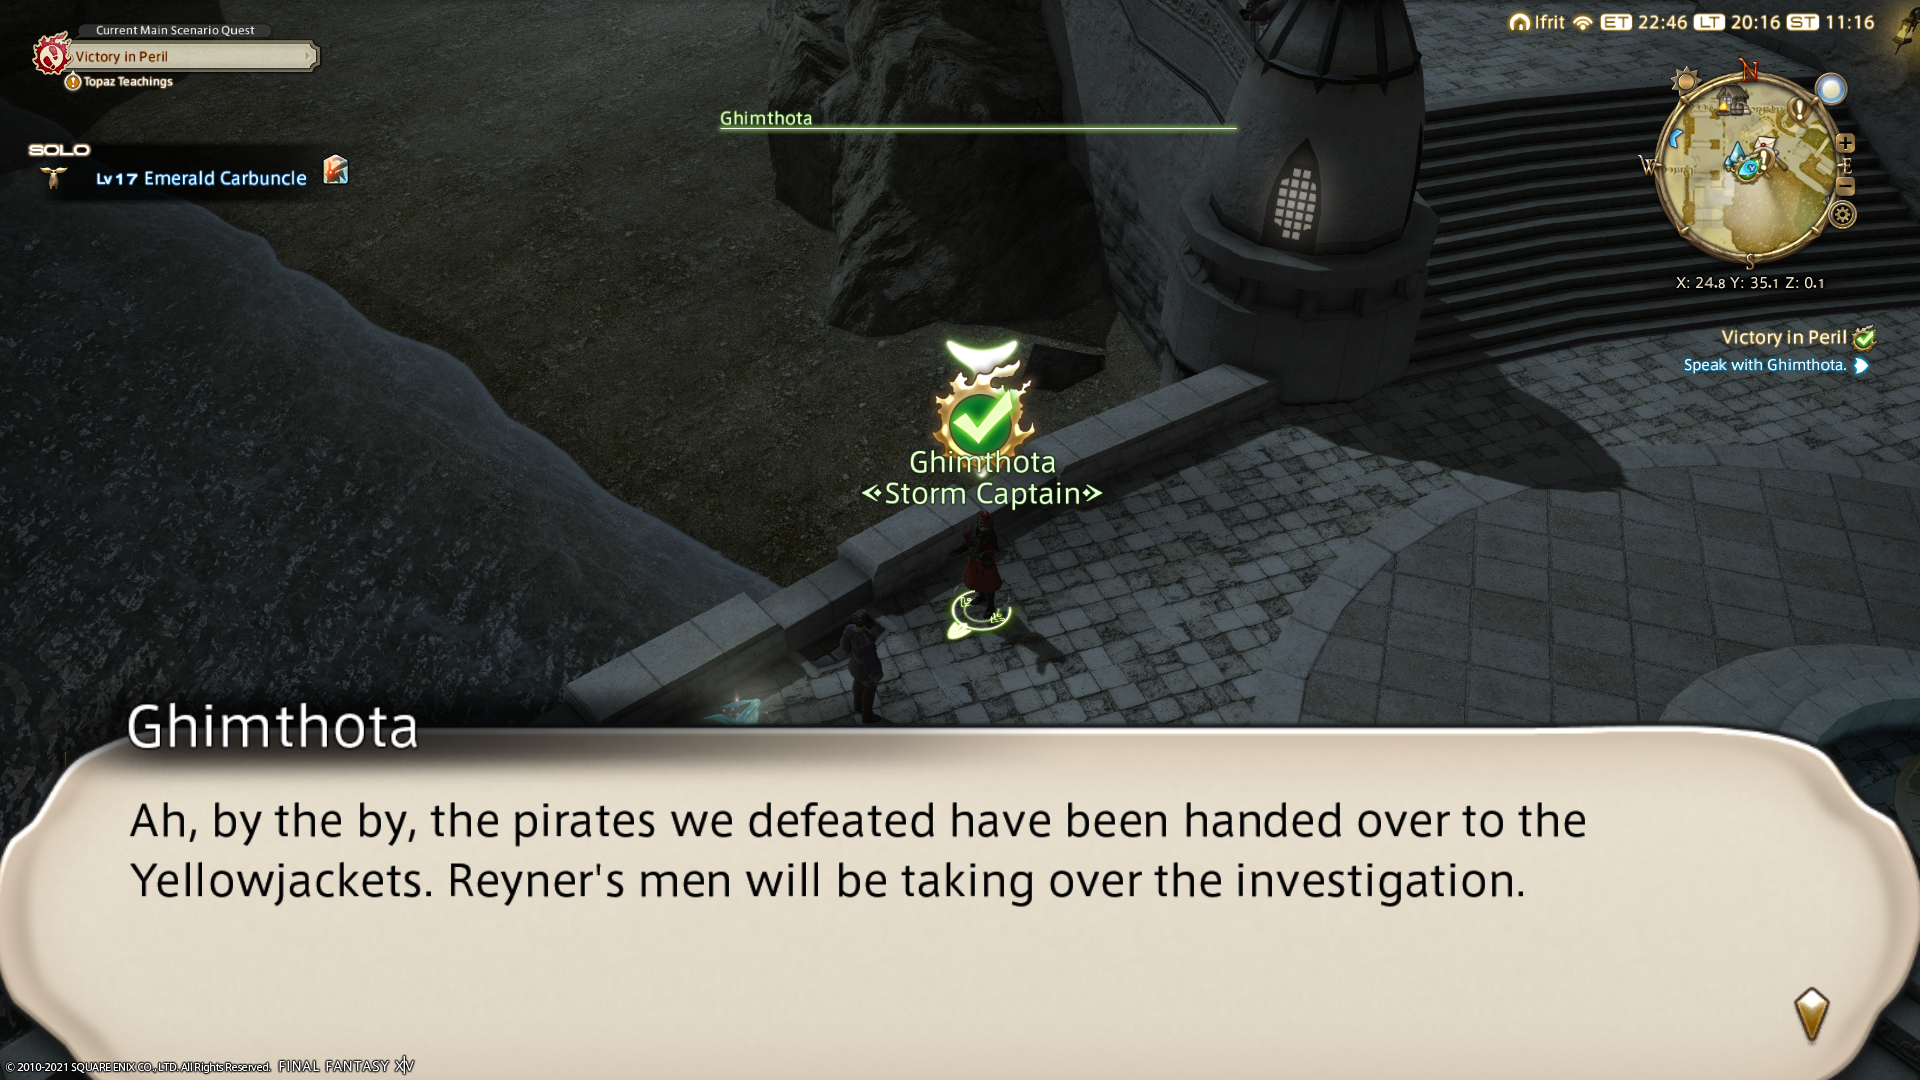 Current Main Scenario Quest
Victory in Peril
Topaz Teachings
SOLO
Lv17 Emerald Carbuncle
Ghimthota
Ifrit ET 22:46 LT 20:16 ST 11:16
N
W
E
S
X: 24.8 Y: 35.1 Z: 0.1
Victory in Peril
Speak with Ghimthota.
Ghimthota
Storm Captain
Ghimthota
Ah, by the by, the pirates we defeated have been handed over to the
Yellowjackets. Reyner's men will be taking over the investigation.
© 2010-2021 SQUARE ENIX CO., LTD. All Rights Reserved. FINAL FANTASY XIV